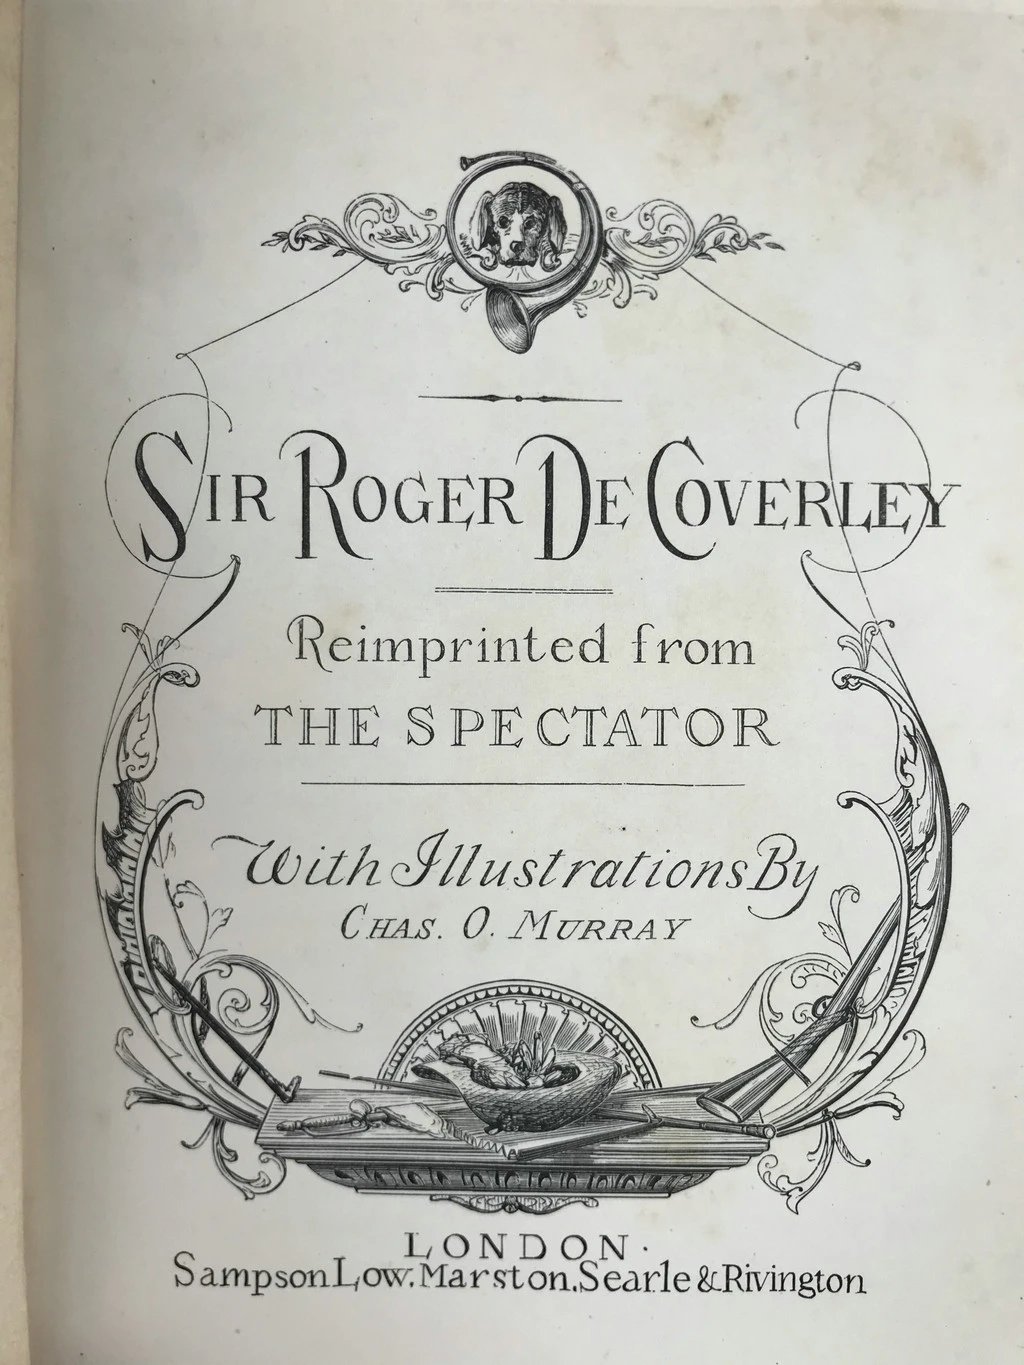 SIR ROGER DE COVERLEY
Reimprinted from
THE SPECTATOR
With Illustrations By
CHAS. O. MURRAY
LONDON.
Sampson Low, Marston, Searle & Rivington